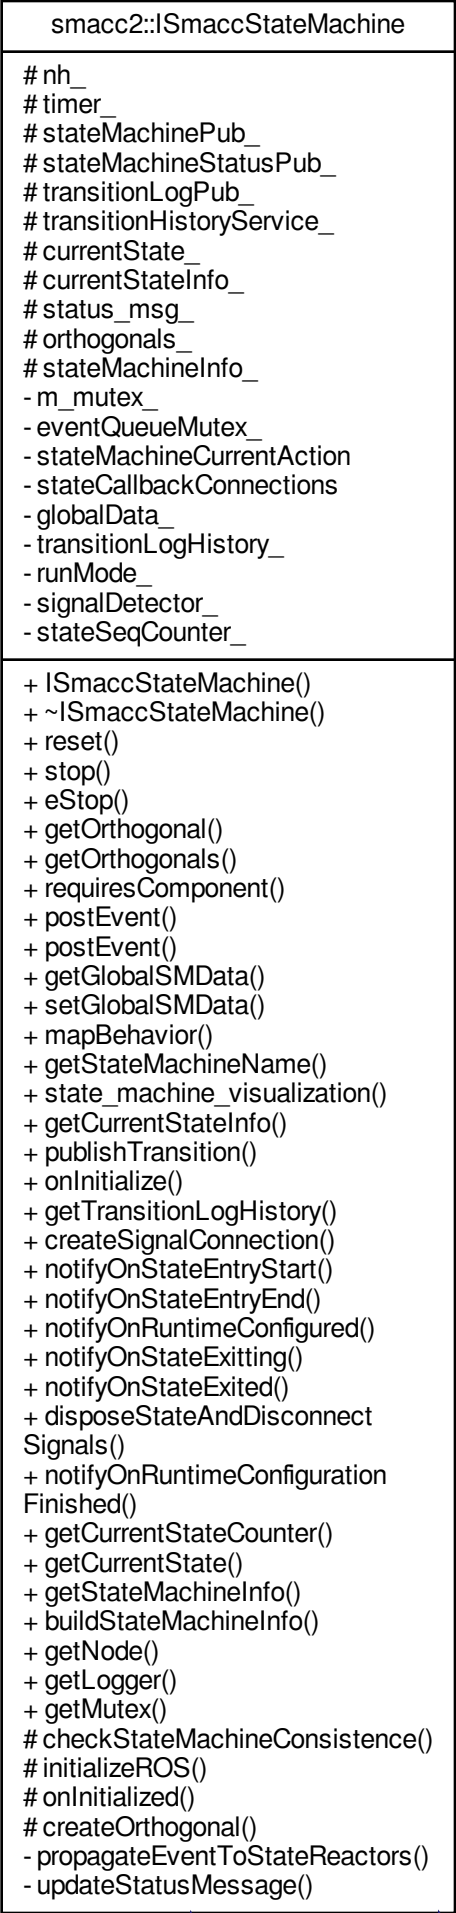 smacc2::ISmaccStateMachine
# nh_
# timer_
# stateMachinePub_
# stateMachineStatusPub_
# transitionLogPub_
# transitionHistoryService_
# currentState_
# currentStateInfo_
# status_msg_
# orthogonals_
# stateMachineInfo_
- m_mutex_
- eventQueueMutex_
- stateMachineCurrentAction
- stateCallbackConnections
- globalData_
- transitionLogHistory_
- runMode_
- signalDetector_
- stateSeqCounter_
+ ISmaccStateMachine()
+ ~ISmaccStateMachine()
+ reset()
+ stop()
+ eStop()
+ getOrthogonal()
+ getOrthogonals()
+ requiresComponent()
+ postEvent()
+ postEvent()
+ getGlobalSMData()
+ setGlobalSMData()
+ mapBehavior()
+ getStateMachineName()
+ state_machine_visualization()
+ getCurrentStateInfo()
+ publishTransition()
+ onInitialize()
+ getTransitionLogHistory()
+ createSignalConnection()
+ notifyOnStateEntryStart()
+ notifyOnStateEntryEnd()
+ notifyOnRuntimeConfigured()
+ notifyOnStateExitting()
+ notifyOnStateExited()
+ disposeStateAndDisconnect
Signals()
+ notifyOnRuntimeConfiguration
Finished()
+ getCurrentStateCounter()
+ getCurrentState()
+ getStateMachineInfo()
+ buildStateMachineInfo()
+ getNode()
+ getLogger()
+ getMutex()
# checkStateMachineConsistence()
# initializeROS()
# onInitialized()
# createOrthogonal()
- propagateEventToStateReactors()
- updateStatusMessage()